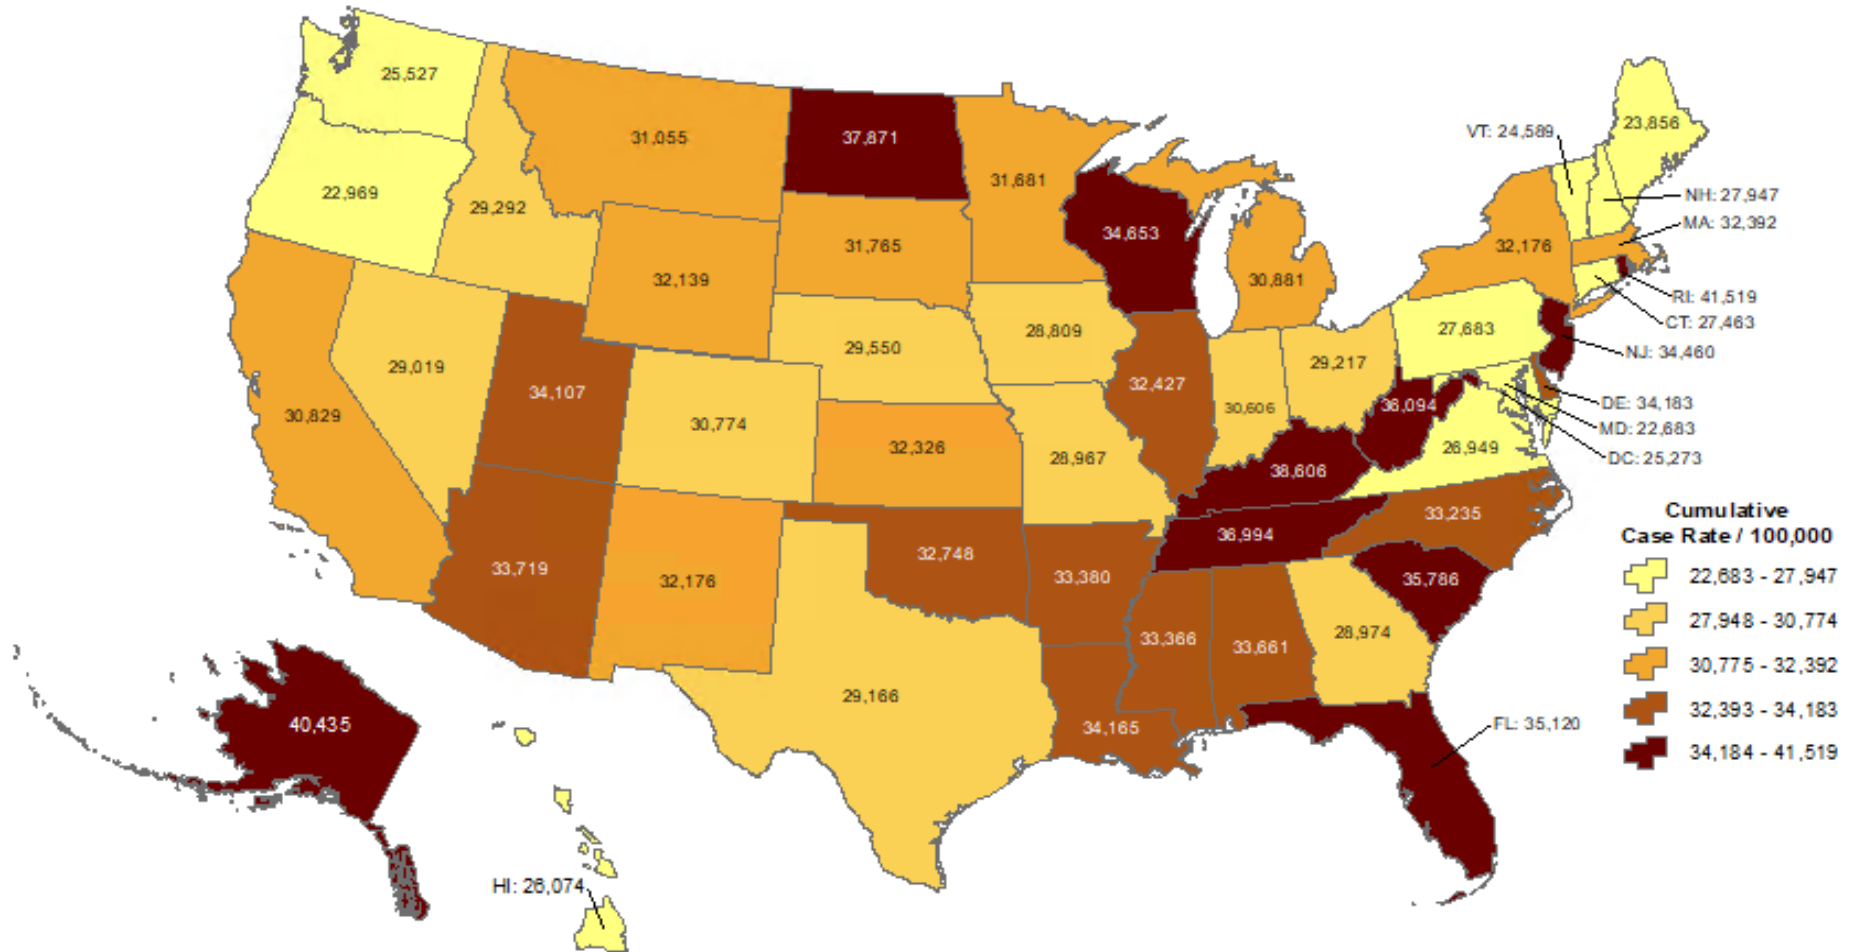 25,527
22,969
29,292
31,055
37,871
31,681
31,765
32,139
34,653
30,881
30,829
29,019
34,107
30,774
29,550
28,809
32,326
28,967
32,427
30,606
29,217
27,683
32,176
23,856
VT: 24,589
NH: 27,947
MA: 32,392
RI: 41,519
CT: 27,463
NJ: 34,460
DE: 34,183
MD: 22,683
DC: 25,273
36,094
26,949
38,606
36,994
33,235
35,786
33,719
32,176
32,748
33,380
33,366
33,661
28,974
29,166
34,165
FL: 35,120
40,435
HI: 26,074
Cumulative
Case Rate / 100,000
22,683 - 27,947
27,948 - 30,774
30,775 - 32,392
32,393 - 34,183
34,184 - 41,519